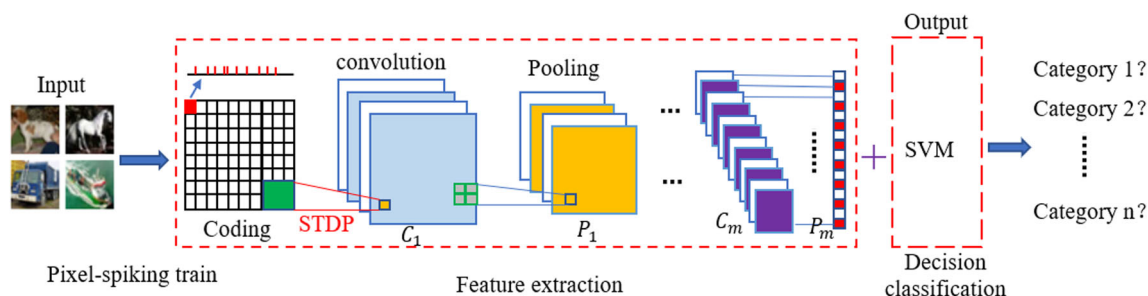 Input
convolution
Pooling
...
...
Coding
STDP
C1
P1
Cm
Pm
+
Output
SVM
Category 1?
Category 2?
Category n?
Pixel-spiking train
Feature extraction
Decision
classification